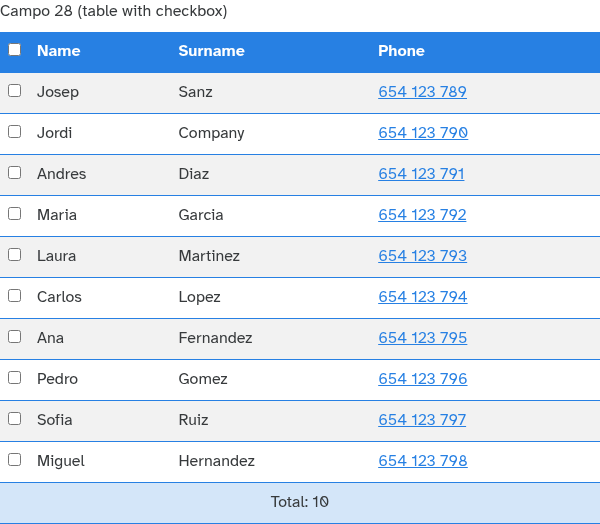 Campo 28 (table with checkbox)
Name Surname Phone
Josep Sanz 654 123 789
Jordi Company 654 123 790
Andres Diaz 654 123 791
Maria Garcia 654 123 792
Laura Martinez 654 123 793
Carlos Lopez 654 123 794
Ana Fernandez 654 123 795
Pedro Gomez 654 123 796
Sofia Ruiz 654 123 797
Miguel Hernandez 654 123 798
Total: 10